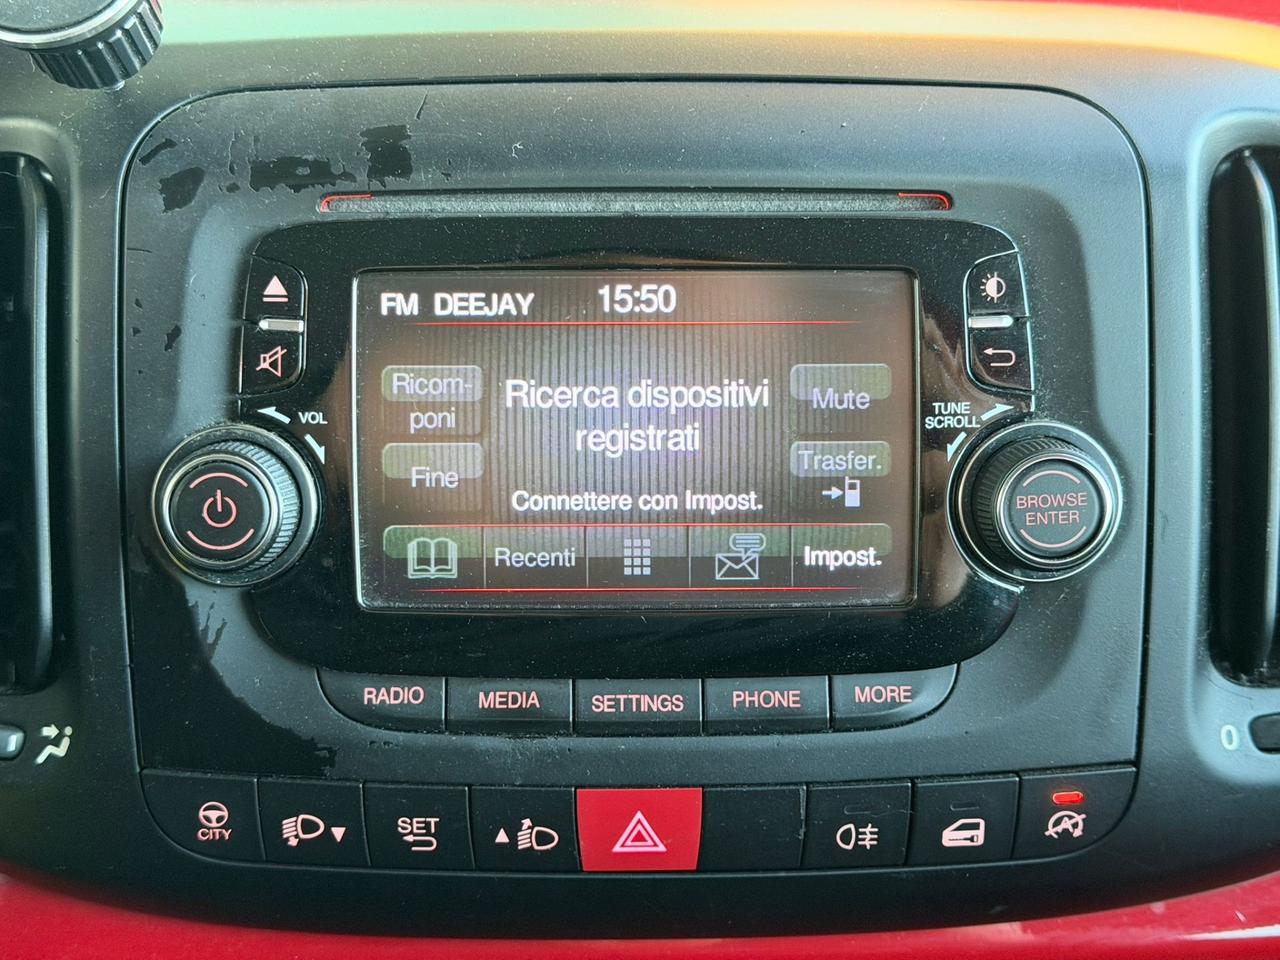 FM DEEJAY 15:50
Ricom-
poni
Ricerca dispositivi
registrati
Mute
Fine
Trasfer.
Connettere con Impost.
Recenti
Impost.
VOL
TUNE
SCROLL
BROWSE
ENTER
RADIO
MEDIA
SETTINGS
PHONE
MORE
0
CITY
SET
A